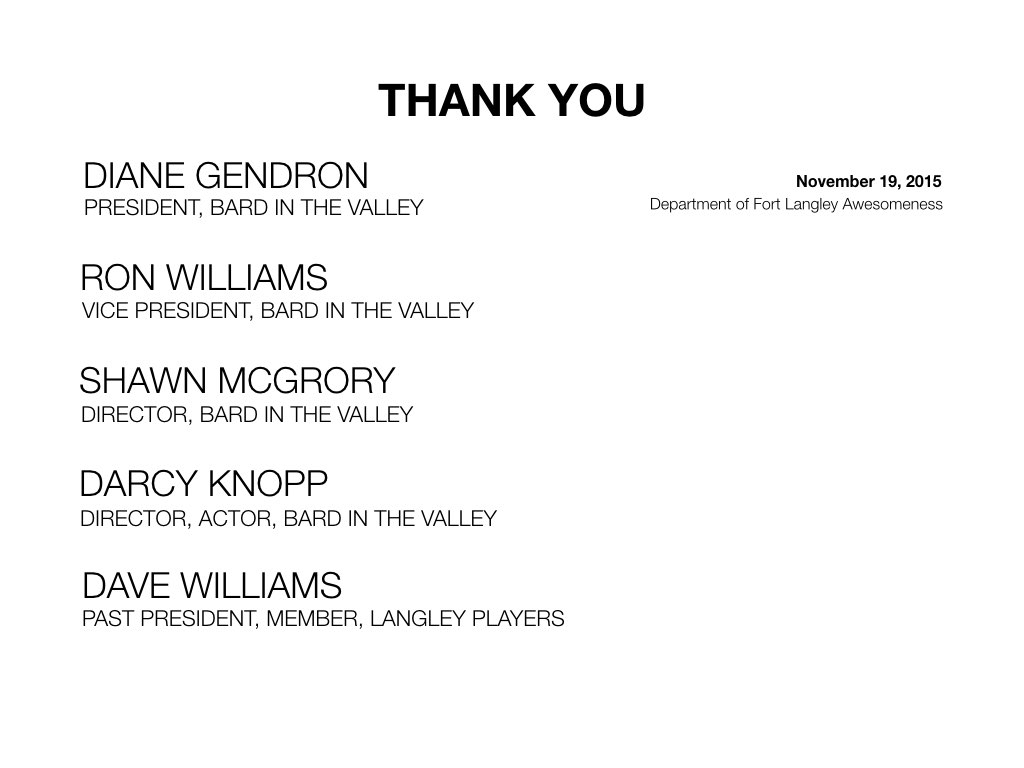 THANK YOU
DIANE GENDRON
PRESIDENT, BARD IN THE VALLEY
November 19, 2015
Department of Fort Langley Awesomeness
RON WILLIAMS
VICE PRESIDENT, BARD IN THE VALLEY
SHAWN MCGRORY
DIRECTOR, BARD IN THE VALLEY
DARCY KNOPP
DIRECTOR, ACTOR, BARD IN THE VALLEY
DAVE WILLIAMS
PAST PRESIDENT, MEMBER, LANGLEY PLAYERS